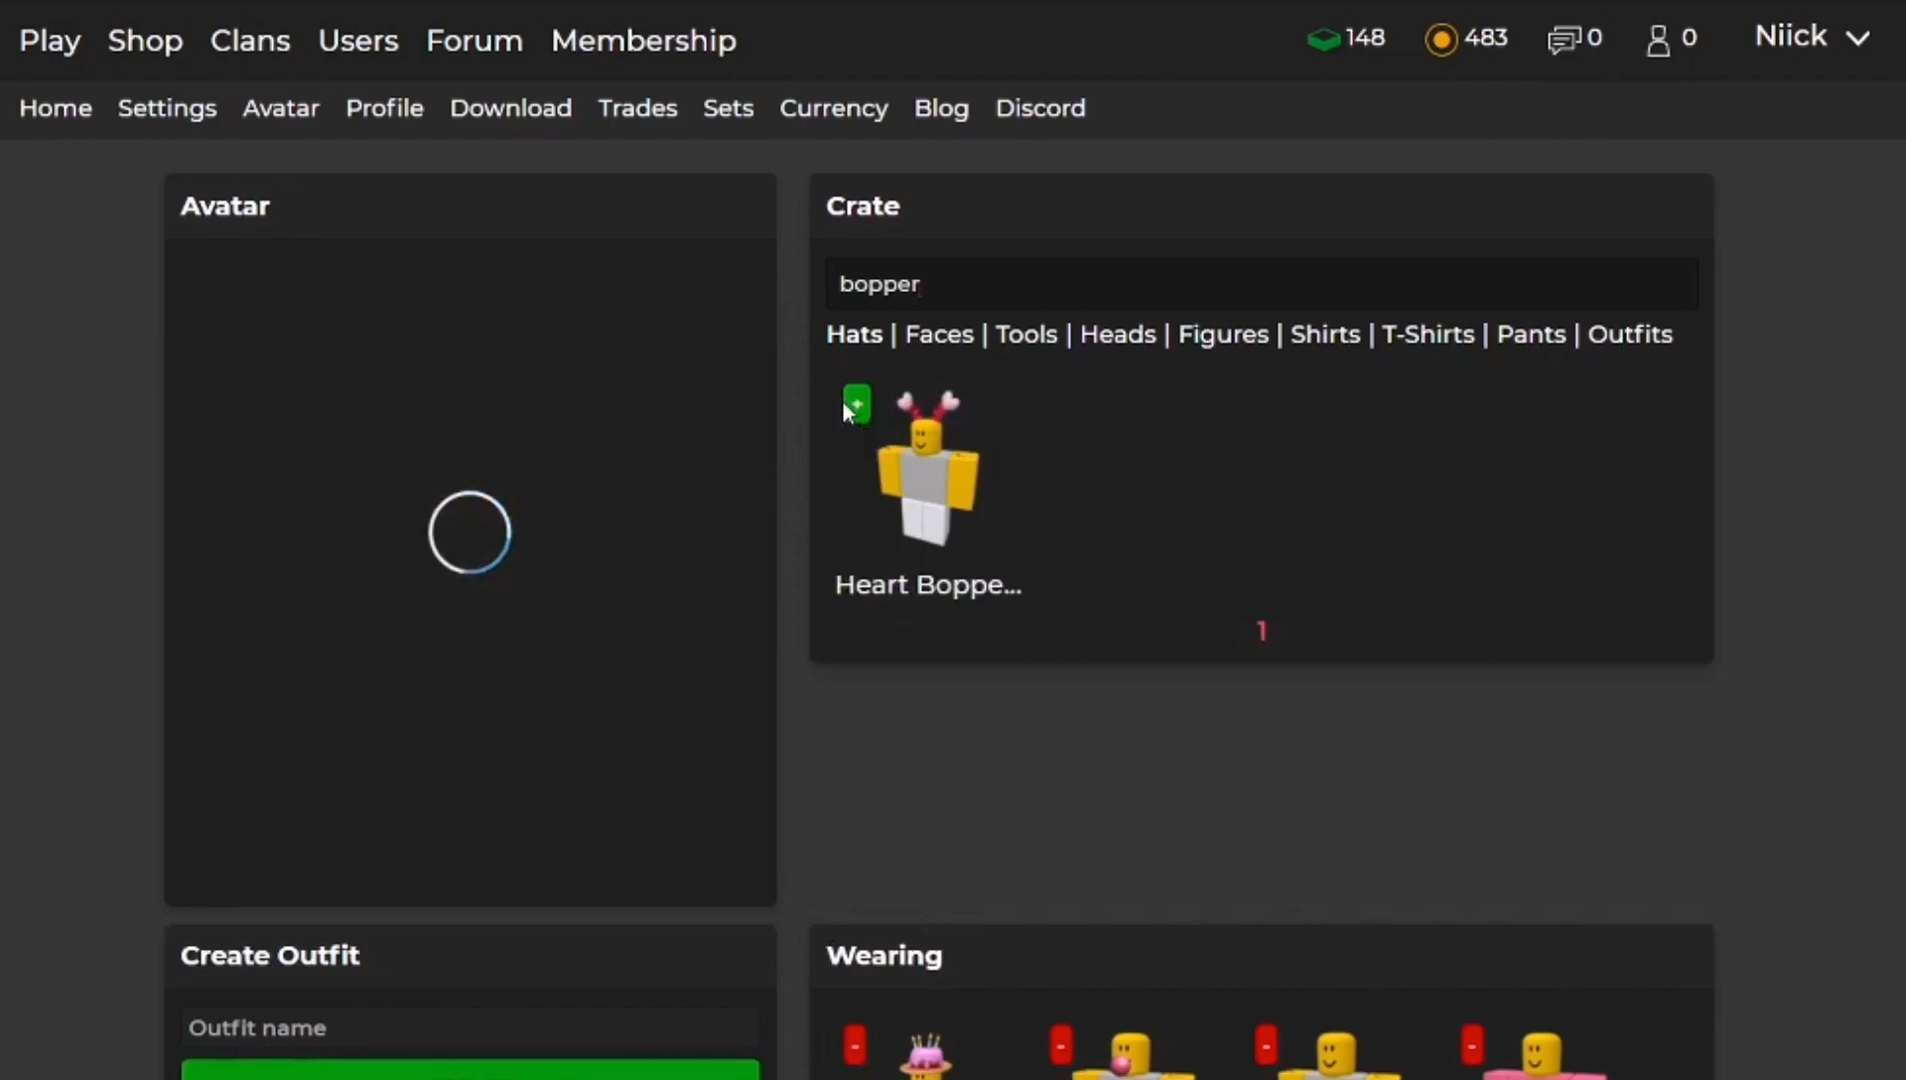 Play Shop Clans Users Forum Membership 148 483 0 0 Niick
Home Settings Avatar Profile Download Trades Sets Currency Blog Discord
Avatar
Crate
bopper
Hats | Faces | Tools | Heads | Figures | Shirts | T-Shirts | Pants | Outfits
+
Heart Boppe...
1
Create Outfit
Outfit name
Wearing
- - - -